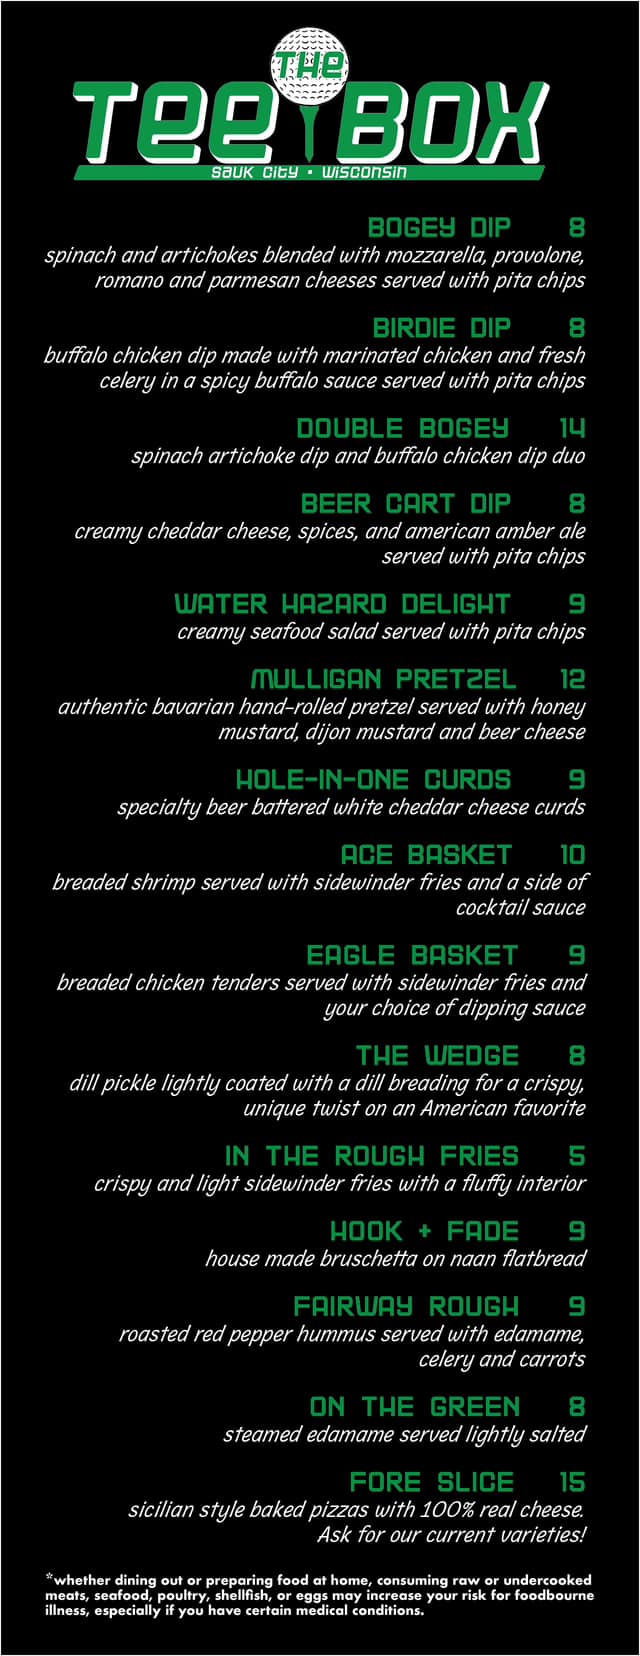 THE
TEE BOX
SAUK CITY • WISCONSIN
BOGEY DIP 8
spinach and artichokes blended with mozzarella, provolone,
romano and parmesan cheeses served with pita chips
BIRDIE DIP 8
buffalo chicken dip made with marinated chicken and fresh
celery in a spicy buffalo sauce served with pita chips
DOUBLE BOGEY 14
spinach artichoke dip and buffalo chicken dip duo
BEER CART DIP 8
creamy cheddar cheese, spices, and american amber ale
served with pita chips
WATER HAZARD DELIGHT 9
creamy seafood salad served with pita chips
MULLIGAN PRETZEL 12
authentic bavarian hand-rolled pretzel served with honey
mustard, dijon mustard and beer cheese
HOLE-IN-ONE CURDS 9
specialty beer battered white cheddar cheese curds
ACE BASKET 10
breaded shrimp served with sidewinder fries and a side of
cocktail sauce
EAGLE BASKET 9
breaded chicken tenders served with sidewinder fries and
your choice of dipping sauce
THE WEDGE 8
dill pickle lightly coated with a dill breading for a crispy,
unique twist on an American favorite
IN THE ROUGH FRIES 5
crispy and light sidewinder fries with a fluffy interior
HOOK + FADE 9
house made bruschetta on naan flatbread
FAIRWAY ROUGH 9
roasted red pepper hummus served with edamame,
celery and carrots
ON THE GREEN 8
steamed edamame served lightly salted
FORE SLICE 15
sicilian style baked pizzas with 100% real cheese.
Ask for our current varieties!
*whether dining out or preparing food at home, consuming raw or undercooked
meats, seafood, poultry, shellfish, or eggs may increase your risk for foodbourne
illness, especially if you have certain medical conditions.